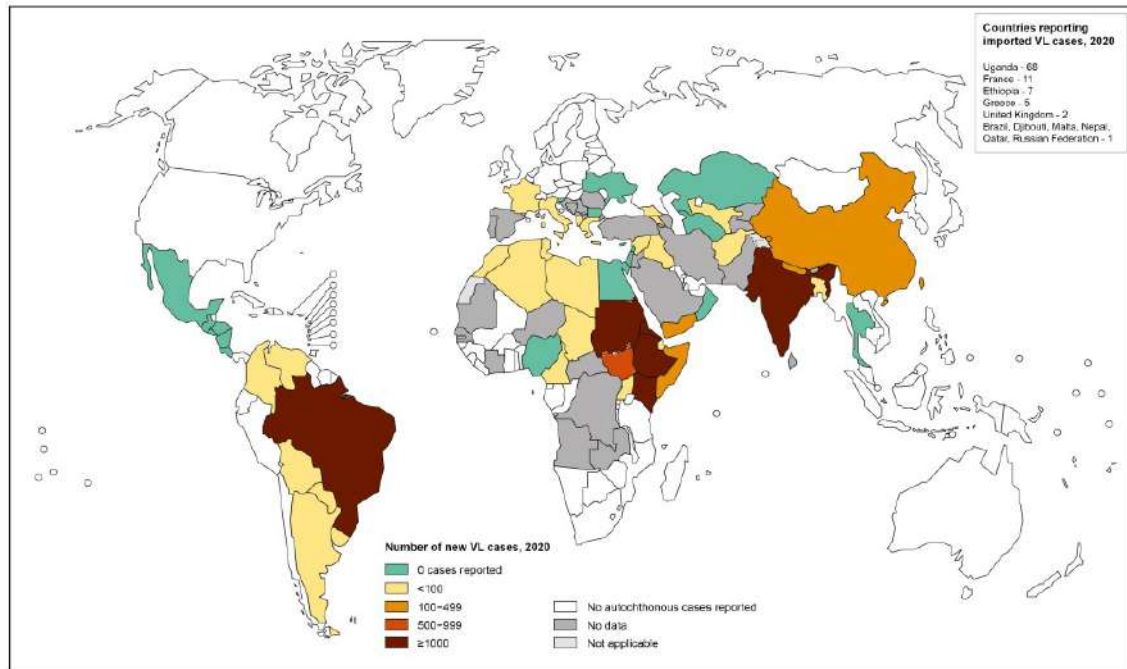 Countries reporting
imported VL cases, 2020
Uganda - 68
France - 11
Ethiopia - 7
Greece - 5
United Kingdom - 2
Brazil, Djibouti, Malta, Nepal,
Qatar, Russian Federation - 1
Number of new VL cases, 2020
0 cases reported
<100
100–499
500–999
≥1000
No autochthonous cases reported
No data
Not applicable